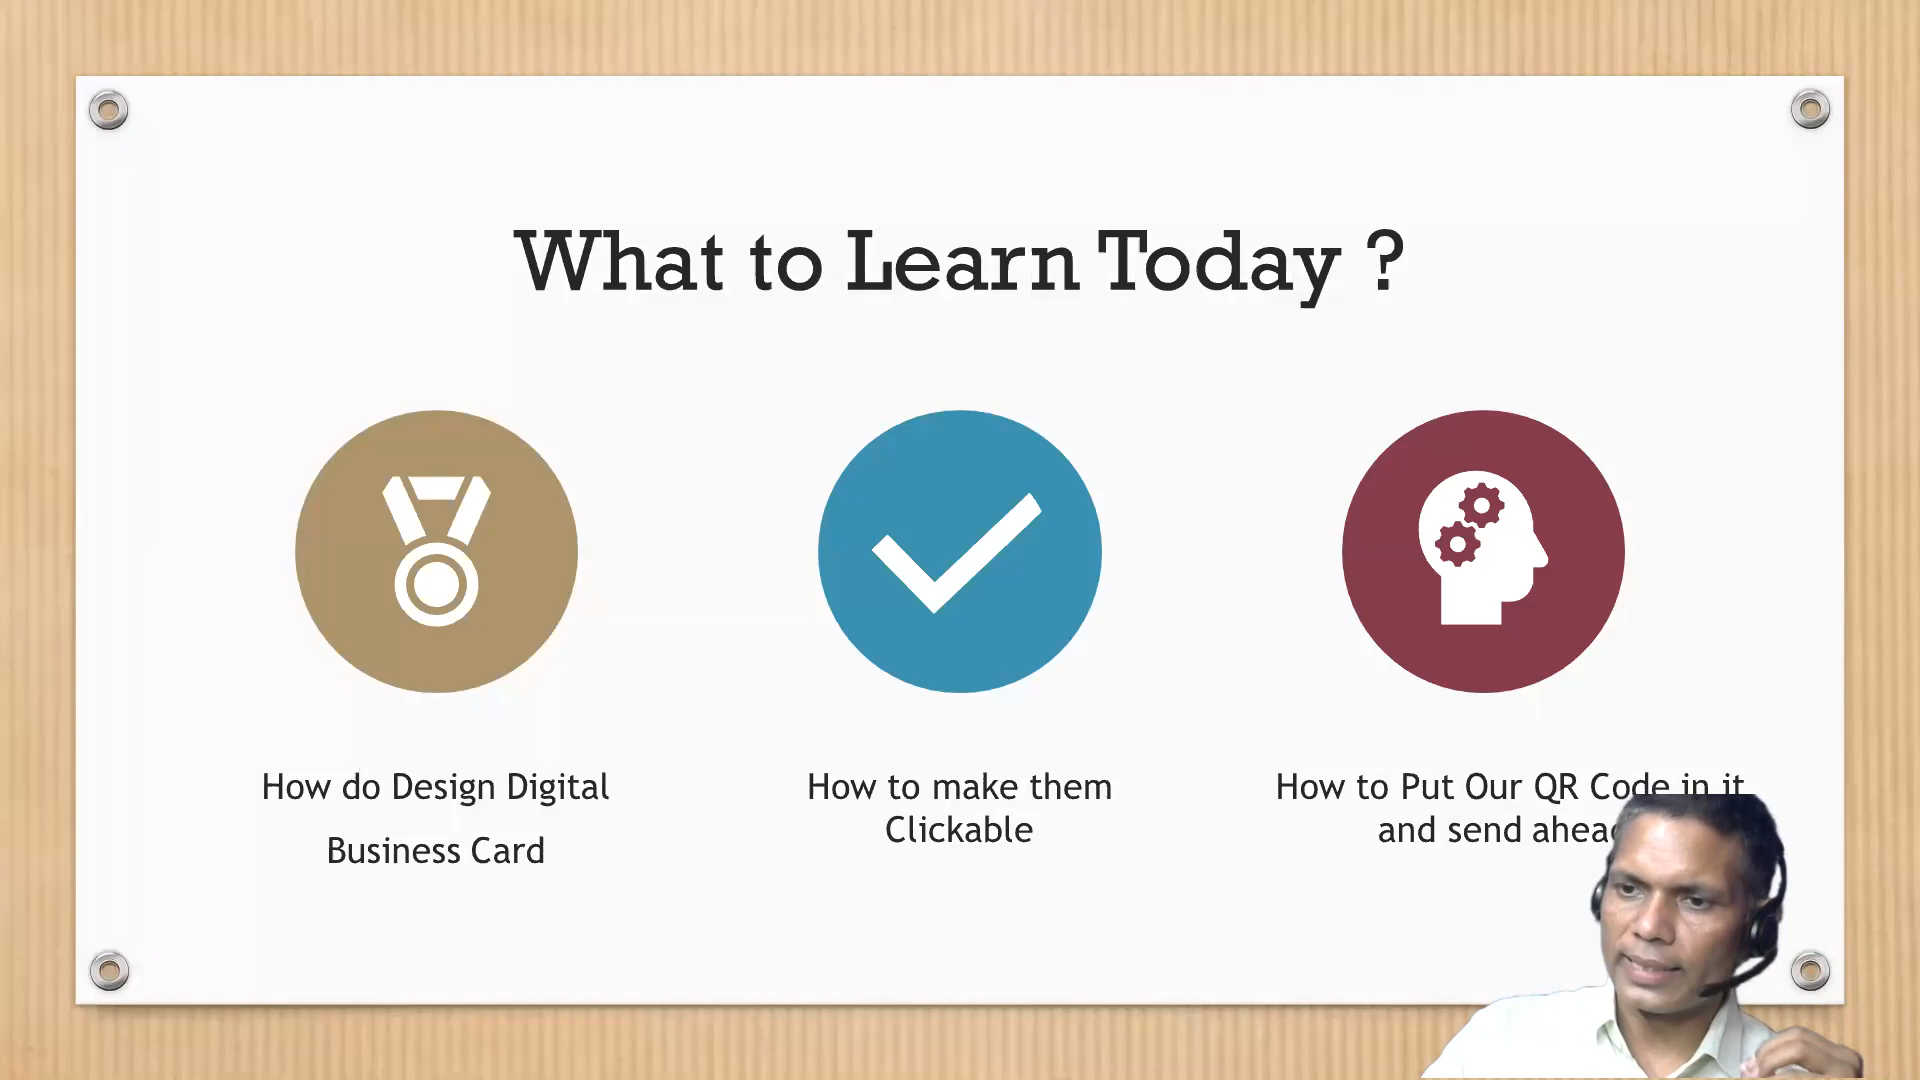 What to Learn Today ?
How do Design Digital
Business Card
How to make them
Clickable
How to Put Our QR Code in it
and send ahead